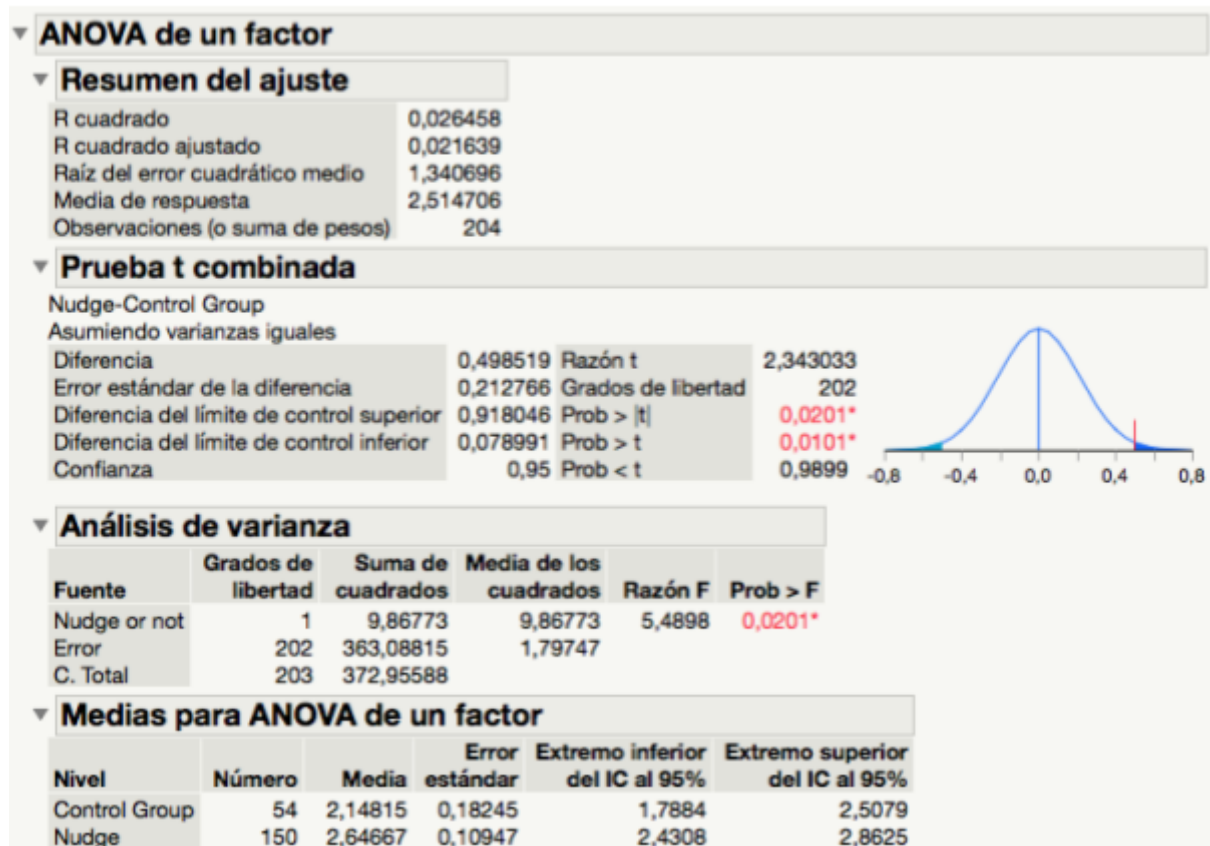 ANOVA de un factor
Resumen del ajuste
R cuadrado 0,026458
R cuadrado ajustado 0,021639
Raíz del error cuadrático medio 1,340696
Media de respuesta 2,514706
Observaciones (o suma de pesos) 204
Prueba t combinada
Nudge-Control Group
Asumiendo varianzas iguales
Diferencia 0,498519 Razón t 2,343033
Error estándar de la diferencia 0,212766 Grados de libertad 202
Diferencia del límite de control superior 0,918046 Prob > |t| 0,0201*
Diferencia del límite de control inferior 0,078991 Prob > t 0,0101*
Confianza 0,95 Prob < t 0,9899
-0,8 -0,4 0,0 0,4 0,8
Análisis de varianza
Grados de Suma de Media de los
Fuente libertad cuadrados cuadrados Razón F Prob > F
Nudge or not 1 9,86773 9,86773 5,4898 0,0201*
Error 202 363,08815 1,79747
C. Total 203 372,95588
Medias para ANOVA de un factor
Error Extremo inferior Extremo superior
Nivel Número Media estándar del IC al 95% del IC al 95%
Control Group 54 2,14815 0,18245 1,7884 2,5079
Nudge 150 2,64667 0,10947 2,4308 2,8625